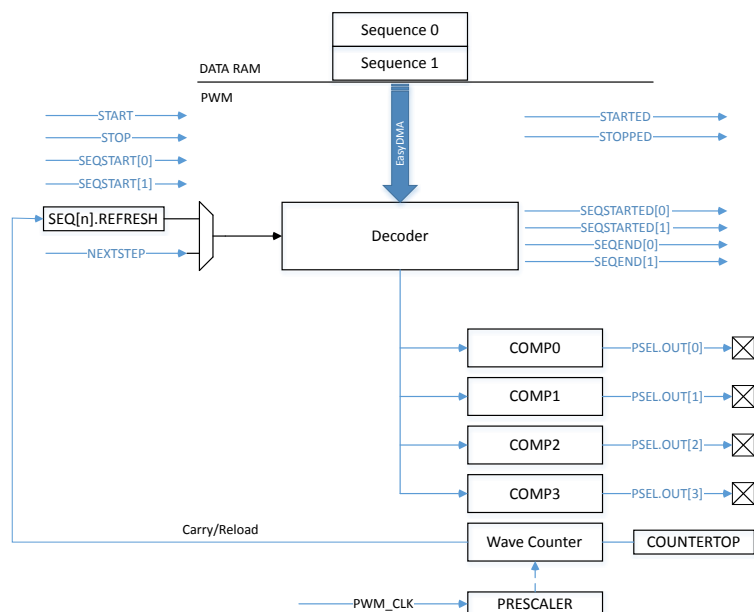 Sequence 0
Sequence 1
DATA RAM
PWM
START
STOP
SEQSTART[0]
SEQSTART[1]
EasyDMA
STARTED
STOPPED
SEQ[n].REFRESH
NEXTSTEP
Decoder
SEQSTARTED[0]
SEQSTARTED[1]
SEQEND[0]
SEQEND[1]
COMP0
PSEL.OUT[0]
COMP1
PSEL.OUT[1]
COMP2
PSEL.OUT[2]
COMP3
PSEL.OUT[3]
Carry/Reload
Wave Counter
COUNTERTOP
PWM_CLK
PRESCALER